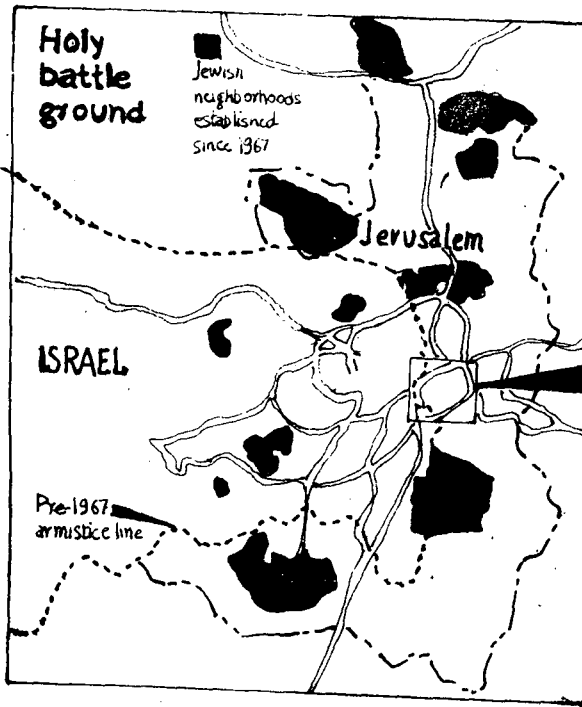 Holy
battle
ground
Jewish
neighborhoods
established
since 1967
Jerusalem
ISRAEL
Pre-1967
armistice line